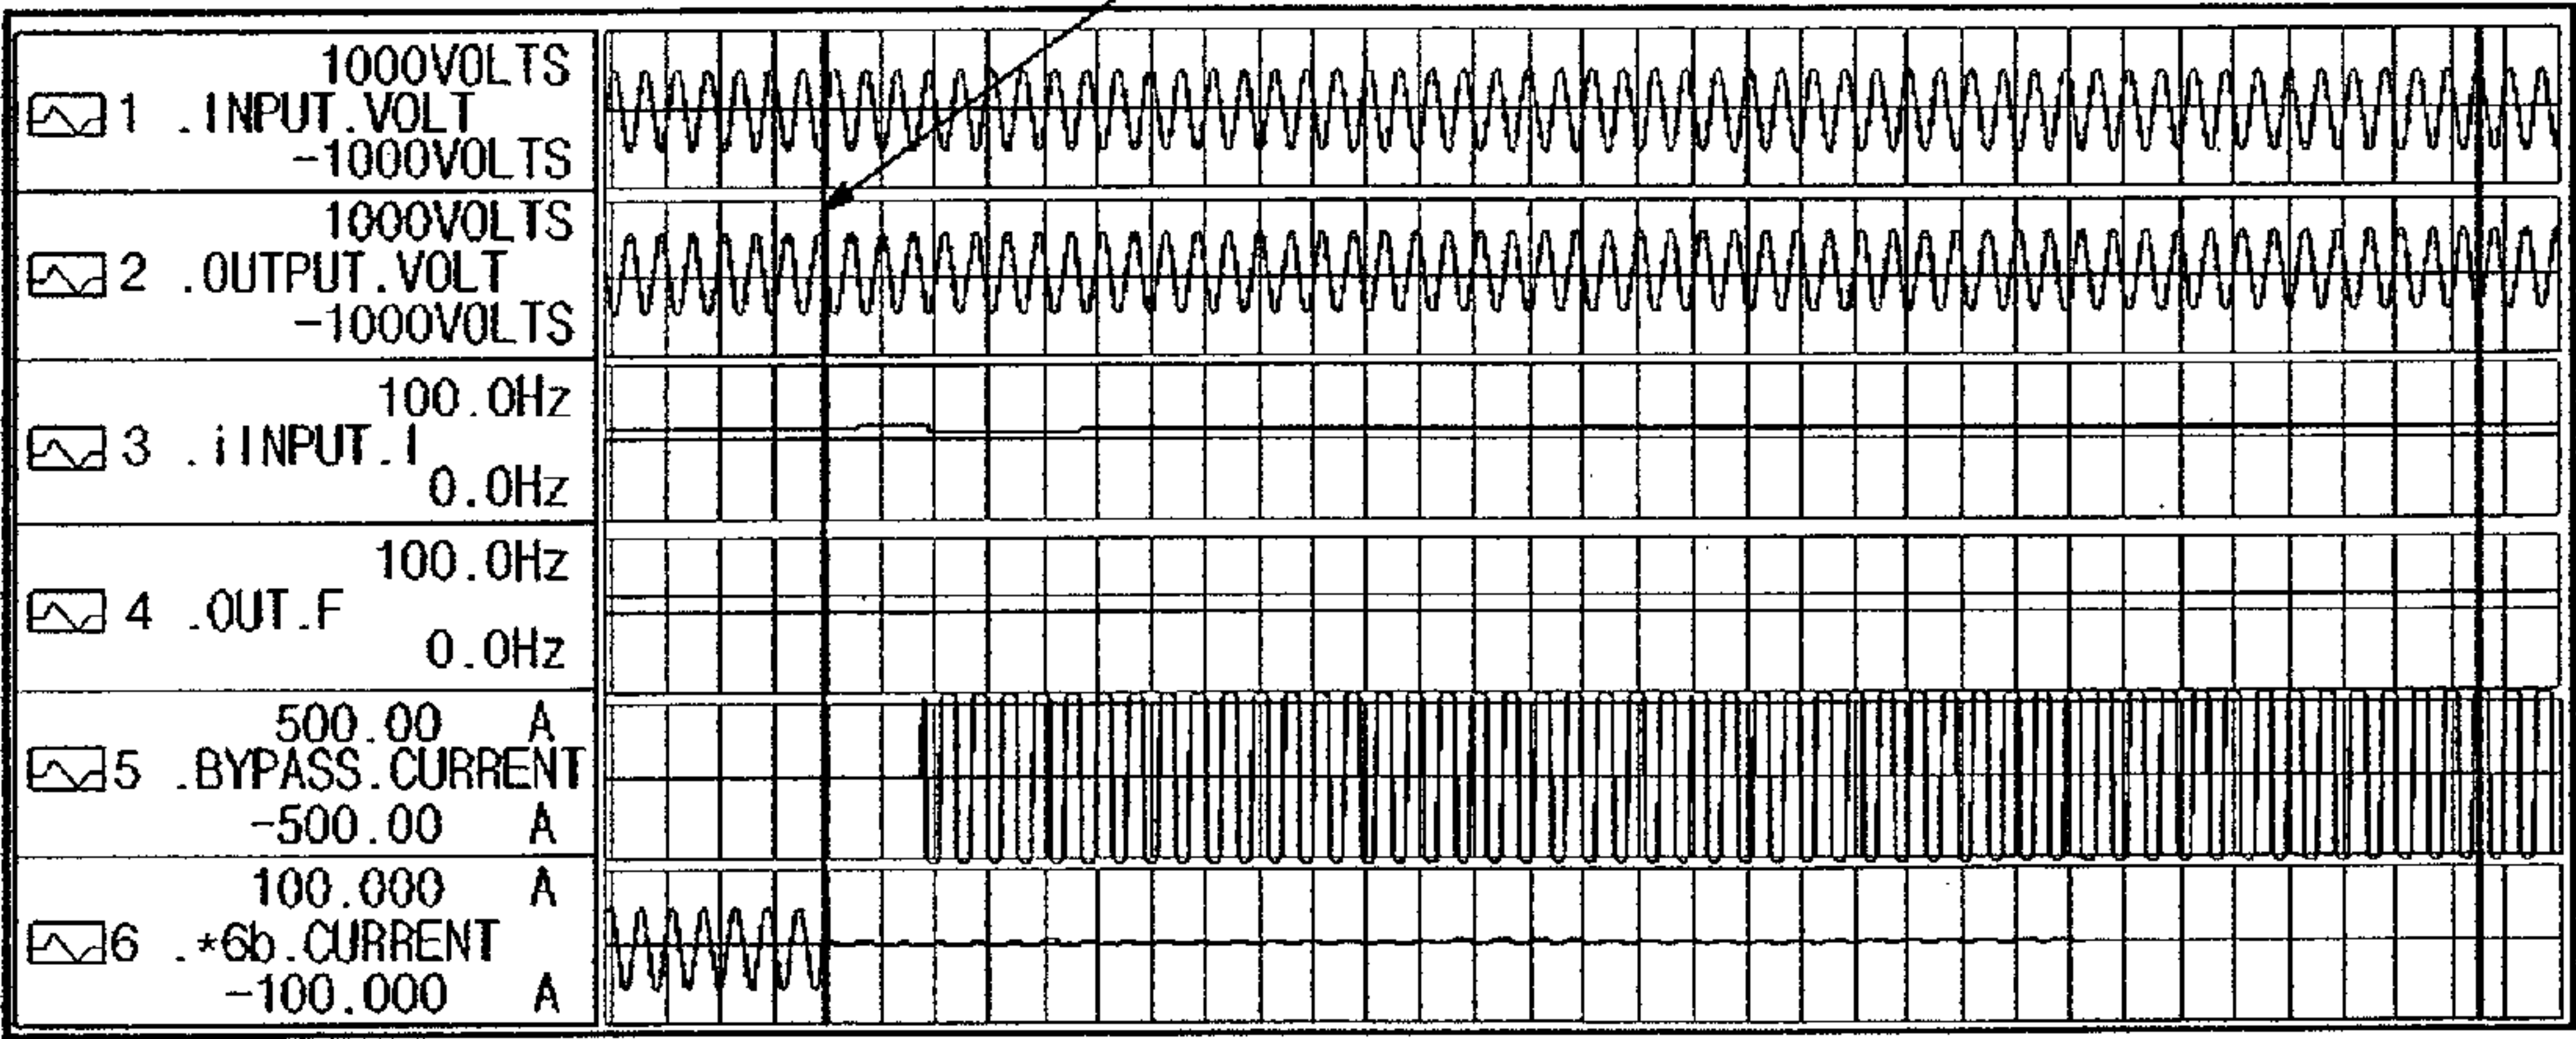 1000VOLTS
1 .INPUT.VOLT
-1000VOLTS
1000VOLTS
2 .OUTPUT.VOLT
-1000VOLTS
100.0Hz
3 .iINPUT.I
0.0Hz
100.0Hz
4 .OUT.F
0.0Hz
500.00 A
5 .BYPASS.CURRENT
-500.00 A
100.000 A
6 .*6b.CURRENT
-100.000 A